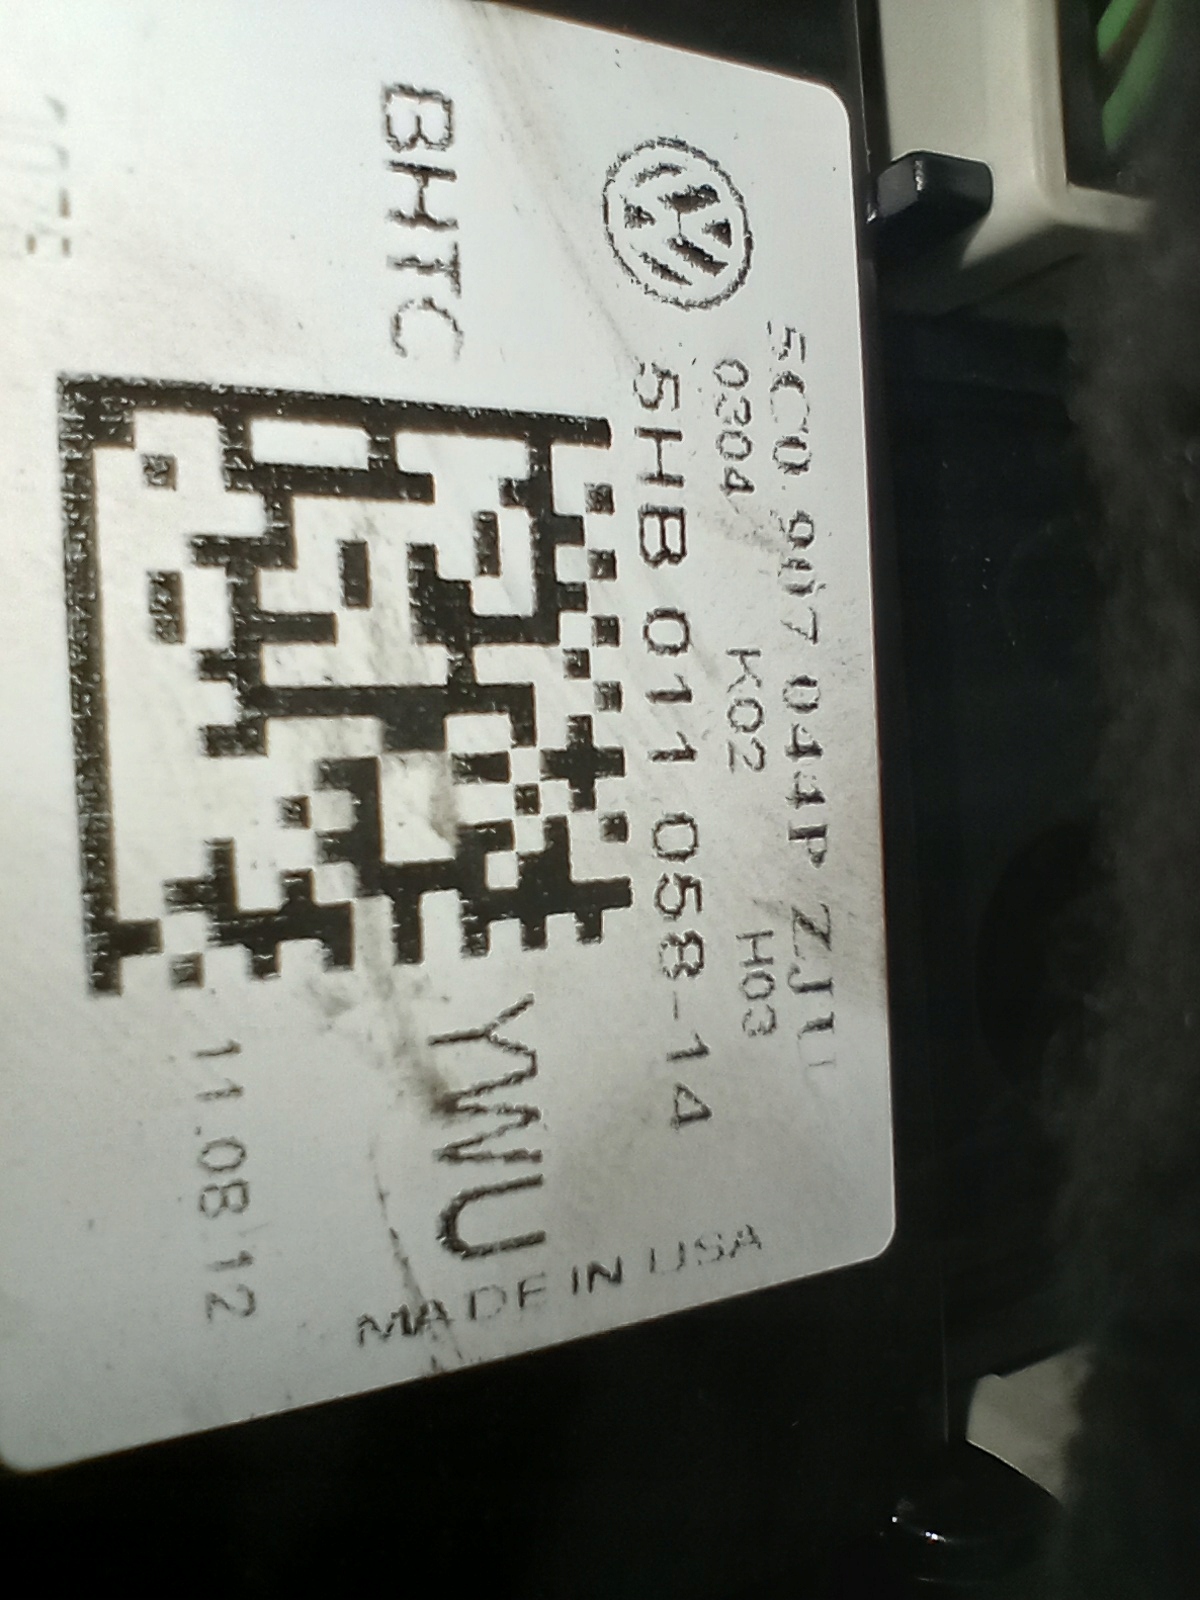 5C0 907 044P ZJU
0304 K02 H03
5HB 011 058-14
BHTC
YWU
11.08 12
MADE IN USA